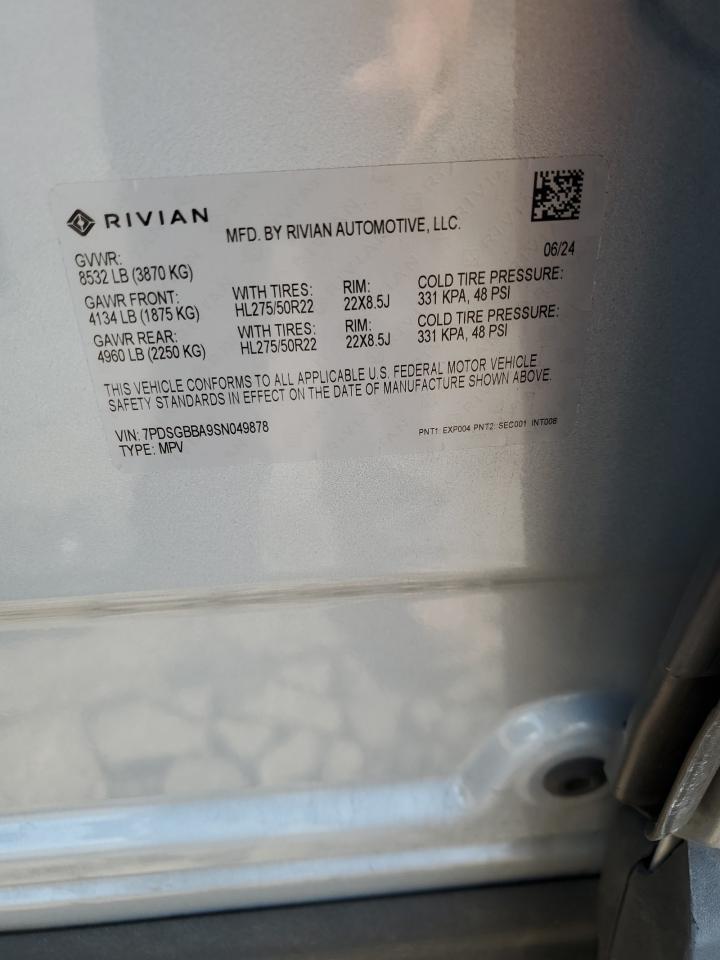 RIVIAN
MFD. BY RIVIAN AUTOMOTIVE, LLC.
06/24
GVWR:
8532 LB (3870 KG)
GAWR FRONT: WITH TIRES: RIM: COLD TIRE PRESSURE:
4134 LB (1875 KG) HL275/50R22 22X8.5J 331 KPA, 48 PSI
GAWR REAR: WITH TIRES: RIM: COLD TIRE PRESSURE:
4960 LB (2250 KG) HL275/50R22 22X8.5J 331 KPA, 48 PSI
THIS VEHICLE CONFORMS TO ALL APPLICABLE U.S. FEDERAL MOTOR VEHICLE
SAFETY STANDARDS IN EFFECT ON THE DATE OF MANUFACTURE SHOWN ABOVE.
VIN: 7PDSGBBA9SN049878
TYPE: MPV
PNT1: EXP004 PNT2: SEC001 INT006